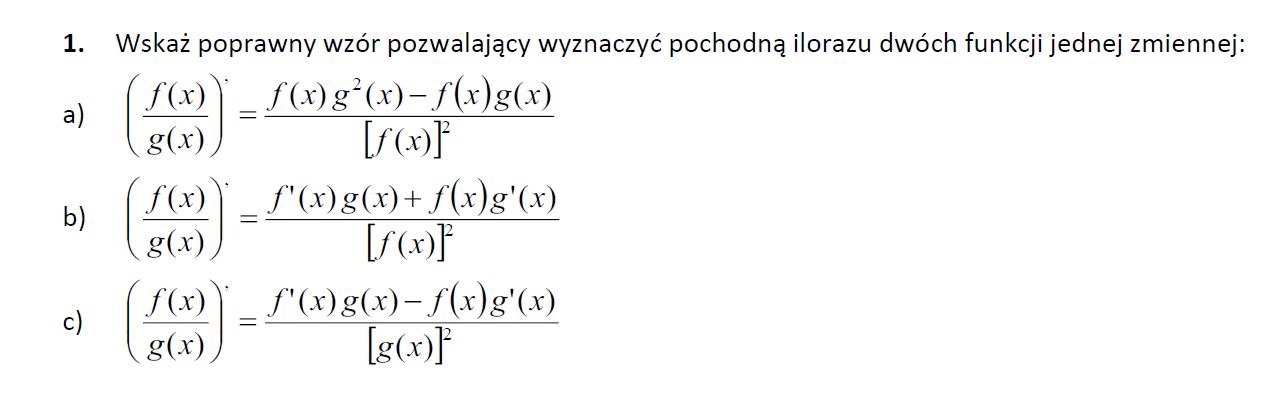 1. Wskaż poprawny wzór pozwalający wyznaczyć pochodną ilorazu dwóch funkcji jednej zmiennej:
a) (f(x)/g(x))' = (f(x)g²(x) − f(x)g(x))/[f(x)]²
b) (f(x)/g(x))' = (f'(x)g(x) + f(x)g'(x))/[f(x)]²
c) (f(x)/g(x))' = (f'(x)g(x) − f(x)g'(x))/[g(x)]²